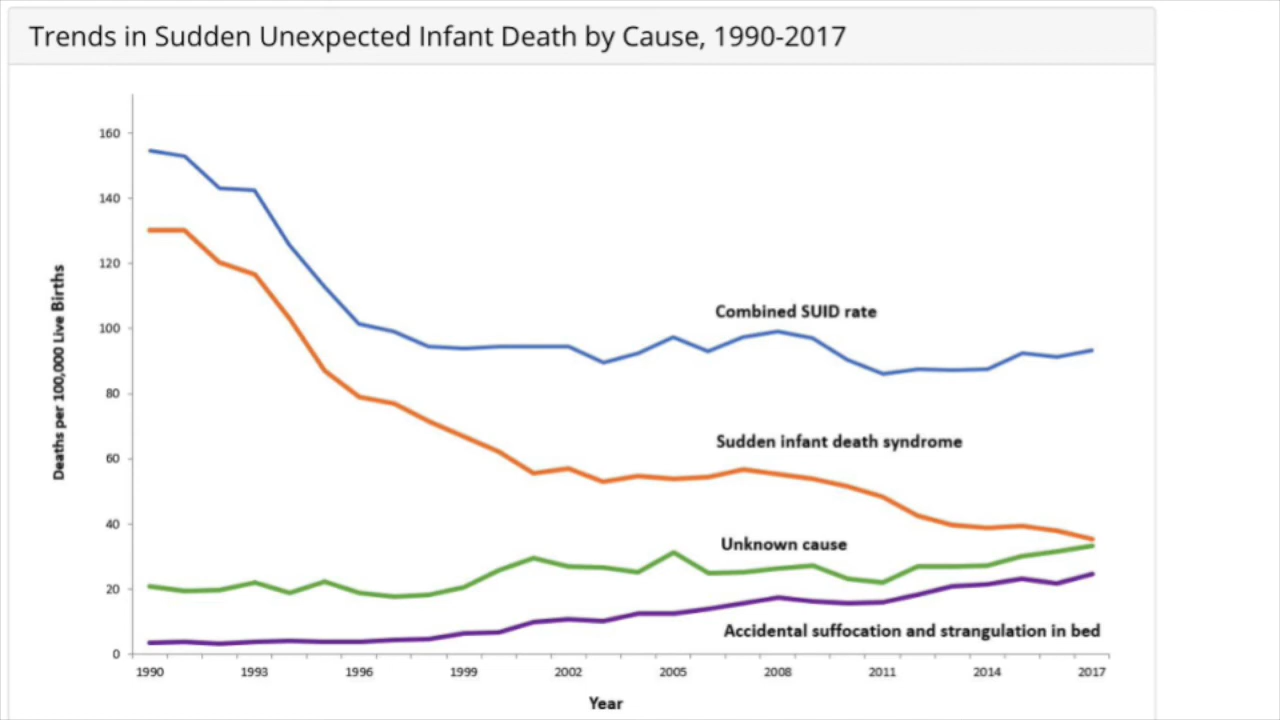 Trends in Sudden Unexpected Infant Death by Cause, 1990-2017
160
140
120
100
80
60
40
20
0
Deaths per 100,000 Live Births
Combined SUID rate
Sudden infant death syndrome
Unknown cause
Accidental suffocation and strangulation in bed
1990 1993 1996 1999 2002 2005 2008 2011 2014 2017
Year